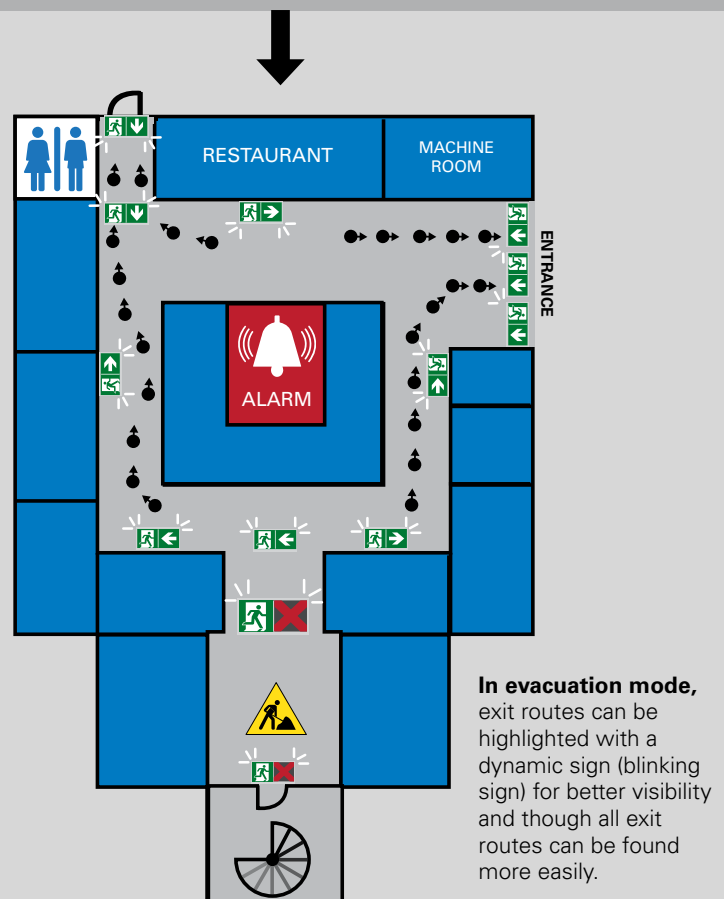 RESTAURANT
MACHINE
ROOM
ENTRANCE
ALARM
In evacuation mode,
exit routes can be
highlighted with a
dynamic sign (blinking
sign) for better visibility
and though all exit
routes can be found
more easily.